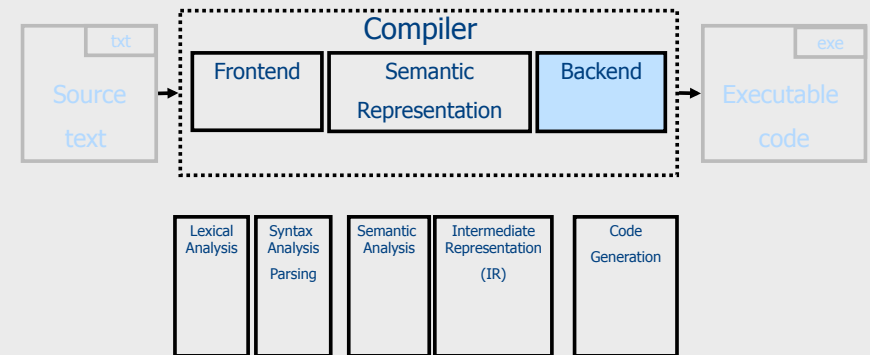 Compiler
txt
Source
text
Frontend
Semantic
Representation
Backend
exe
Executable
code
Lexical
Analysis
Syntax
Analysis
Parsing
Semantic
Analysis
Intermediate
Representation
(IR)
Code
Generation